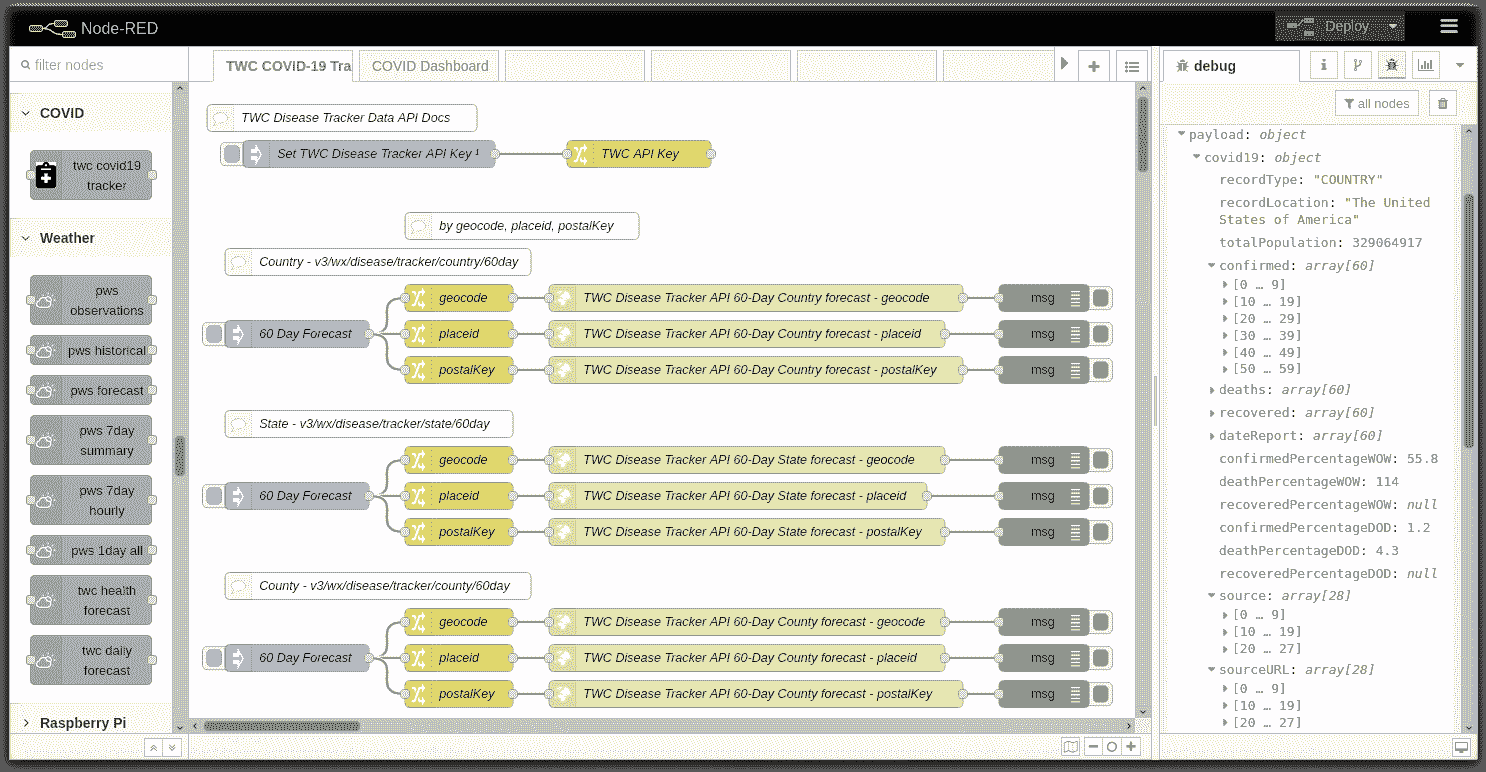 Node-RED
Deploy
filter nodes
COVID
twc covid19
tracker
Weather
pws
observations
pws historical
pws forecast
pws 7day
summary
pws 7day
hourly
pws 1day all
twc health
forecast
twc daily
forecast
Raspberry Pi
TWC COVID-19 Tra
COVID Dashboard
TWC Disease Tracker Data API Docs
Set TWC Disease Tracker API Key !
TWC API Key
by geocode, placeid, postalKey
Country - v3/wx/disease/tracker/country/60day
geocode
TWC Disease Tracker API 60-Day Country forecast - geocode
msg
60 Day Forecast
placeid
TWC Disease Tracker API 60-Day Country forecast - placeid
msg
postalKey
TWC Disease Tracker API 60-Day Country forecast - postalKey
msg
State - v3/wx/disease/tracker/state/60day
geocode
TWC Disease Tracker API 60-Day State forecast - geocode
msg
60 Day Forecast
placeid
TWC Disease Tracker API 60-Day State forecast - placeid
msg
postalKey
TWC Disease Tracker API 60-Day State forecast - postalKey
msg
County - v3/wx/disease/tracker/county/60day
geocode
TWC Disease Tracker API 60-Day County forecast - geocode
msg
60 Day Forecast
placeid
TWC Disease Tracker API 60-Day County forecast - placeid
msg
postalKey
TWC Disease Tracker API 60-Day County forecast - postalKey
msg
debug
i
all nodes
payload: object
covid19: object
recordType: "COUNTRY"
recordLocation: "The United
States of America"
totalPopulation: 329064917
confirmed: array[60]
[0 … 9]
[10 … 19]
[20 … 29]
[30 … 39]
[40 … 49]
[50 … 59]
deaths: array[60]
recovered: array[60]
dateReport: array[60]
confirmedPercentageWOW: 55.8
deathPercentageWOW: 114
recoveredPercentageWOW: null
confirmedPercentageDOD: 1.2
deathPercentageDOD: 4.3
recoveredPercentageDOD: null
source: array[28]
[0 … 9]
[10 … 19]
[20 … 27]
sourceURL: array[28]
[0 … 9]
[10 … 19]
[20 … 27]